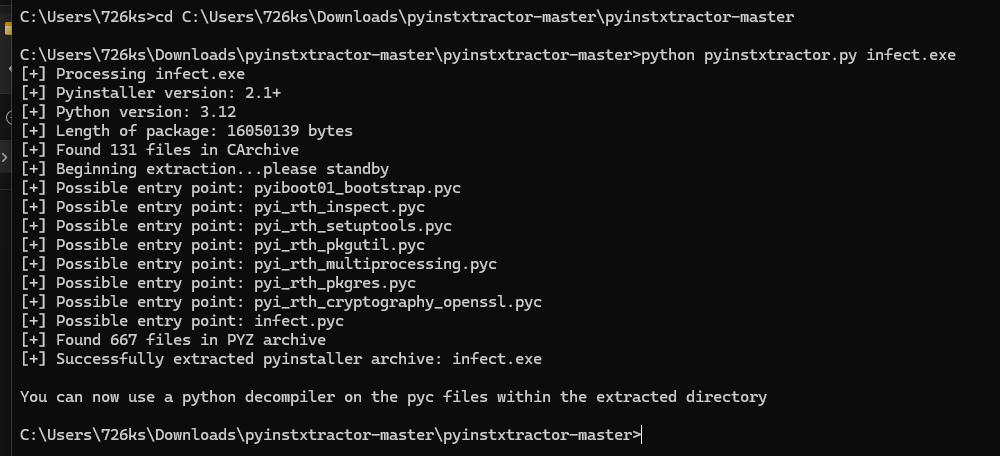 C:\Users\726ks>cd C:\Users\726ks\Downloads\pyinstxtractor-master\pyinstxtractor-master
C:\Users\726ks\Downloads\pyinstxtractor-master\pyinstxtractor-master>python pyinstxtractor.py infect.exe
[+] Processing infect.exe
[+] Pyinstaller version: 2.1+
[+] Python version: 3.12
[+] Length of package: 16050139 bytes
[+] Found 131 files in CArchive
[+] Beginning extraction...please standby
[+] Possible entry point: pyiboot01_bootstrap.pyc
[+] Possible entry point: pyi_rth_inspect.pyc
[+] Possible entry point: pyi_rth_setuptools.pyc
[+] Possible entry point: pyi_rth_pkgutil.pyc
[+] Possible entry point: pyi_rth_multiprocessing.pyc
[+] Possible entry point: pyi_rth_pkgres.pyc
[+] Possible entry point: pyi_rth_cryptography_openssl.pyc
[+] Possible entry point: infect.pyc
[+] Found 667 files in PYZ archive
[+] Successfully extracted pyinstaller archive: infect.exe
You can now use a python decompiler on the pyc files within the extracted directory
C:\Users\726ks\Downloads\pyinstxtractor-master\pyinstxtractor-master>